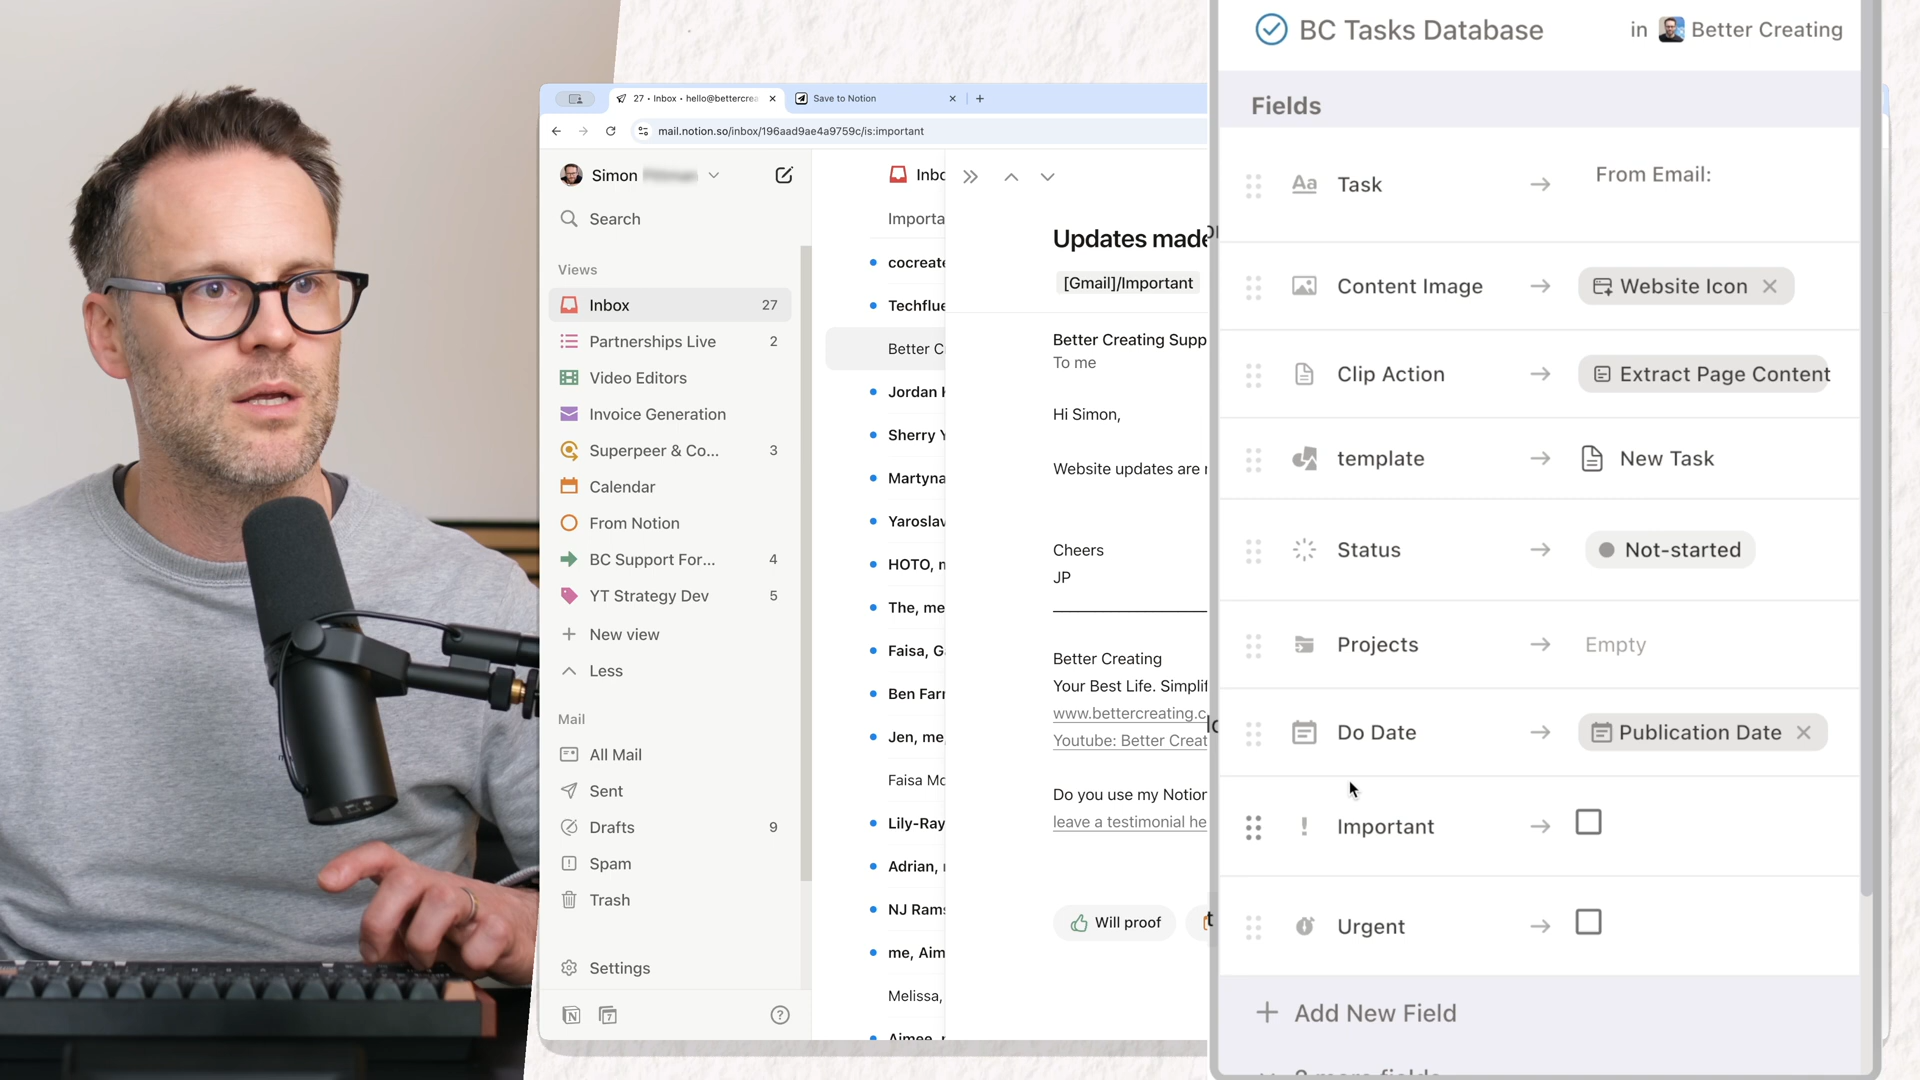 27 • Inbox • hello@bettercrea
Save to Notion
mail.notion.so/inbox/196aad9ae4a9759c/is:important
Simon
Search
Views
Inbox 27
Partnerships Live 2
Video Editors
Invoice Generation
Superpeer & Co... 3
Calendar
From Notion
BC Support For... 4
YT Strategy Dev 5
New view
Less
Mail
All Mail
Sent
Drafts 9
Spam
Trash
Settings
Inbo
Importa
cocreate
Techflue
Better C
Jordan
Sherry Y
Martyna
Yaroslav
HOTO, n
The, me
Faisa, G
Ben Farr
Jen, me,
Faisa Mo
Lily-Ray
Adrian,
NJ Rams
me, Aim
Melissa,
Aimee,
Updates made
[Gmail]/Important
Better Creating Supp
To me
Hi Simon,
Website updates are
Cheers
JP
Better Creating
Your Best Life. Simplif
www.bettercreating.c
Youtube: Better Creat
Do you use my Notion
leave a testimonial he
Will proof
BC Tasks Database in Better Creating
Fields
Task From Email:
Content Image Website Icon
Clip Action Extract Page Content
template New Task
Status Not-started
Projects Empty
Do Date Publication Date
Important
Urgent
Add New Field